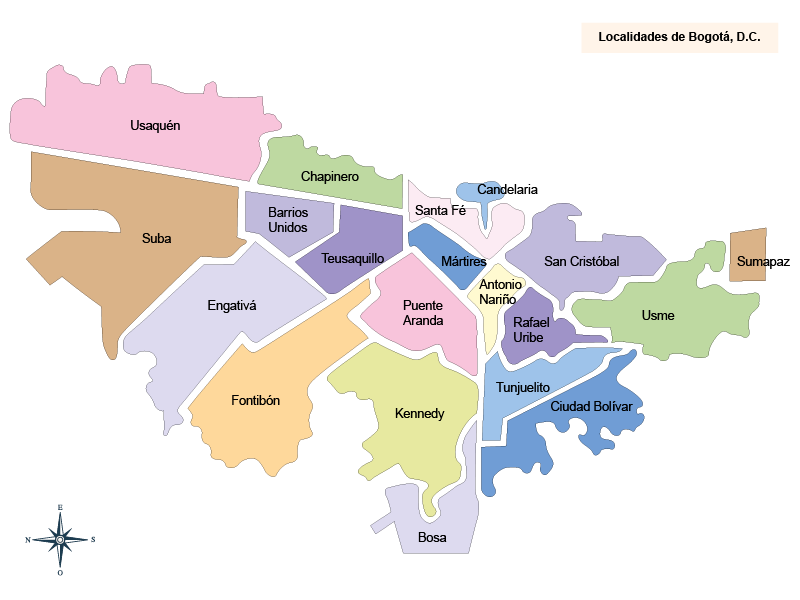 Localidades de Bogotá, D.C.
Usaquén
Chapinero
Candelaria
Santa Fé
Barrios
Unidos
Suba
Teusaquillo
Mártires
San Cristóbal
Sumapaz
Antonio
Nariño
Engativá
Puente
Aranda
Rafael
Uribe
Usme
Tunjuelito
Fontibón
Kennedy
Ciudad Bolívar
Bosa
E
N
S
O